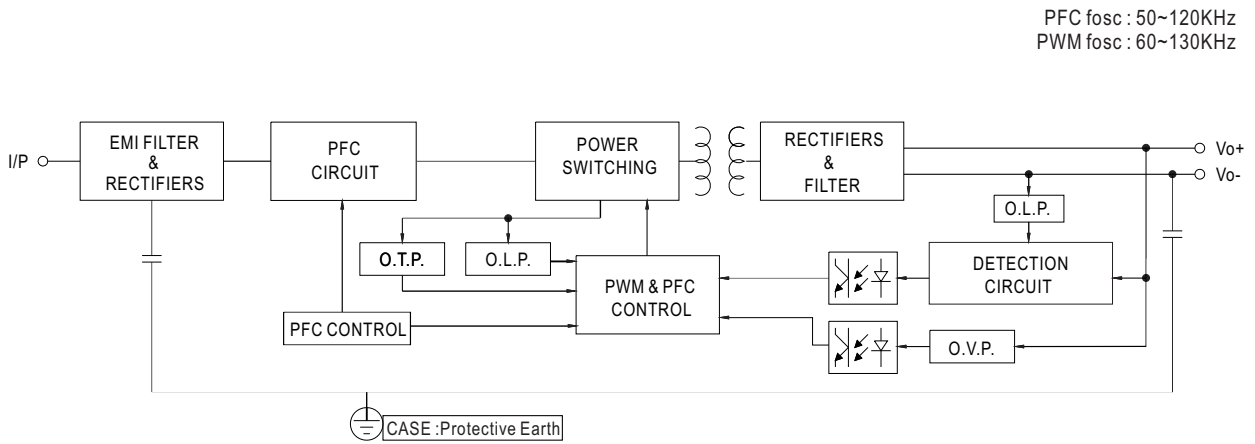 PFC fosc : 50~120KHz
PWM fosc : 60~130KHz
I/P
EMI FILTER
&
RECTIFIERS
PFC
CIRCUIT
POWER
SWITCHING
RECTIFIERS
&
FILTER
Vo+
Vo-
O.L.P.
O.T.P.
O.L.P.
PWM & PFC
CONTROL
DETECTION
CIRCUIT
PFC CONTROL
O.V.P.
CASE :Protective Earth